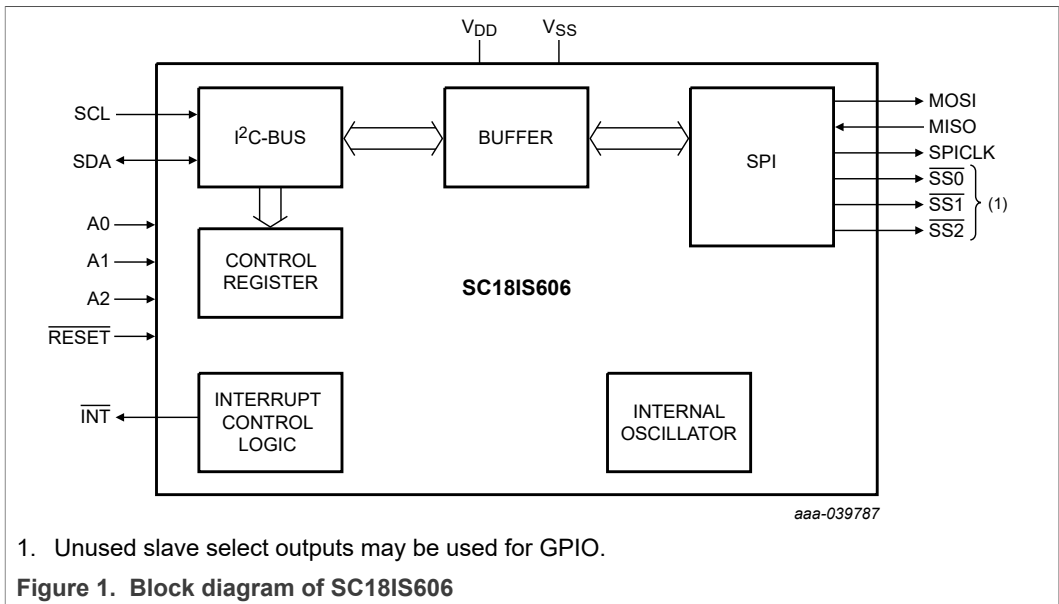 VDD
VSS
SCL
SDA
A0
A1
A2
RESET
INT
I2C-BUS
CONTROL
REGISTER
INTERRUPT
CONTROL
LOGIC
BUFFER
SC18IS606
INTERNAL
OSCILLATOR
SPI
MOSI
MISO
SPICLK
SS0
SS1
SS2
(1)
aaa-039787
1. Unused slave select outputs may be used for GPIO.
Figure 1. Block diagram of SC18IS606